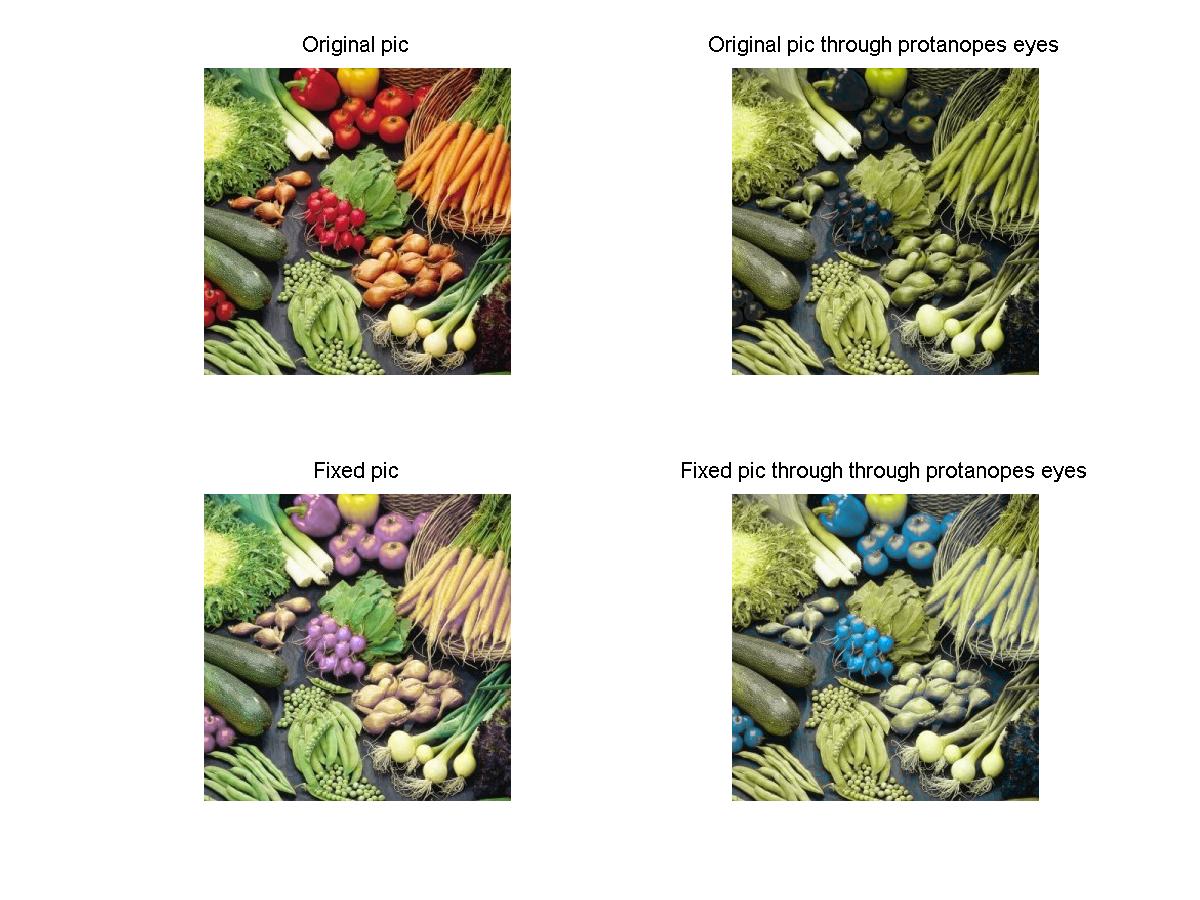 Original pic
Original pic through protanopes eyes
Fixed pic
Fixed pic through through protanopes eyes